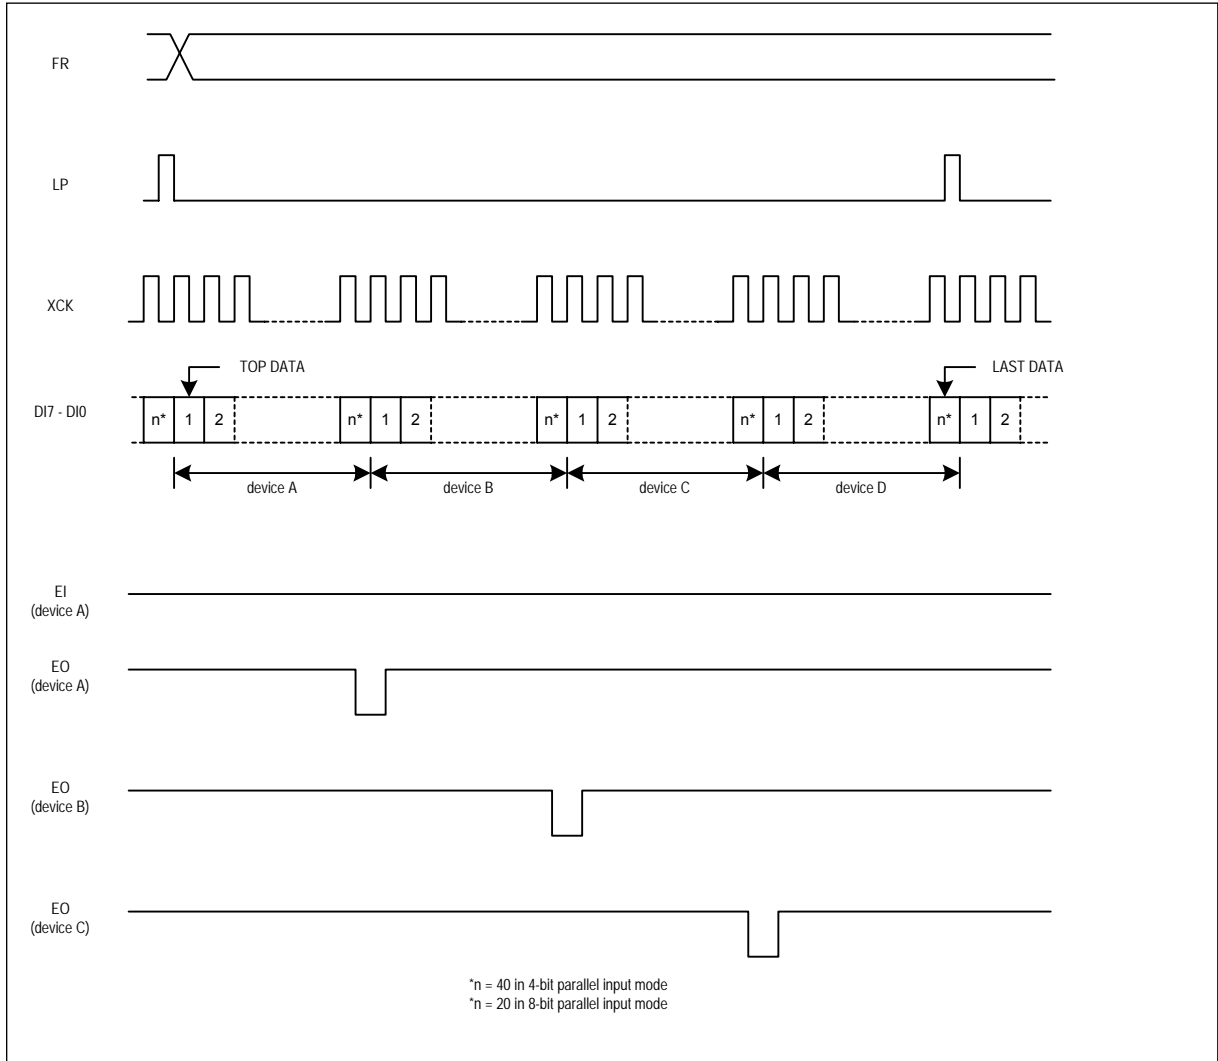 FR
LP
XCK
TOP DATA
LAST DATA
DI7 - DI0
n* 1 2 n* 1 2 n* 1 2 n* 1 2 n* 1 2
device A device B device C device D
EI
(device A)
EO
(device A)
EO
(device B)
EO
(device C)
*n = 40 in 4-bit parallel input mode
*n = 20 in 8-bit parallel input mode